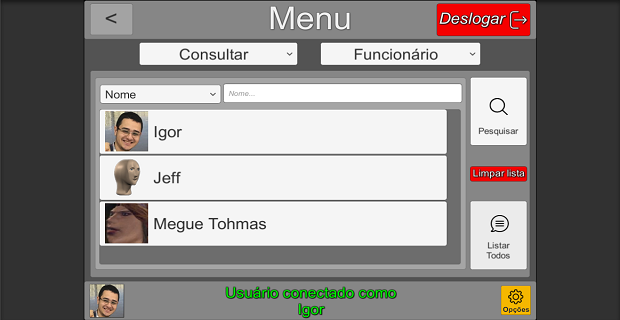 <
Menu
Deslogar
Consultar
Funcionário
Nome
Nome...
Igor
Jeff
Megue Tohmas
Pesquisar
Limpar lista
Listar
Todos
Usuário conectado como
Igor
Opções